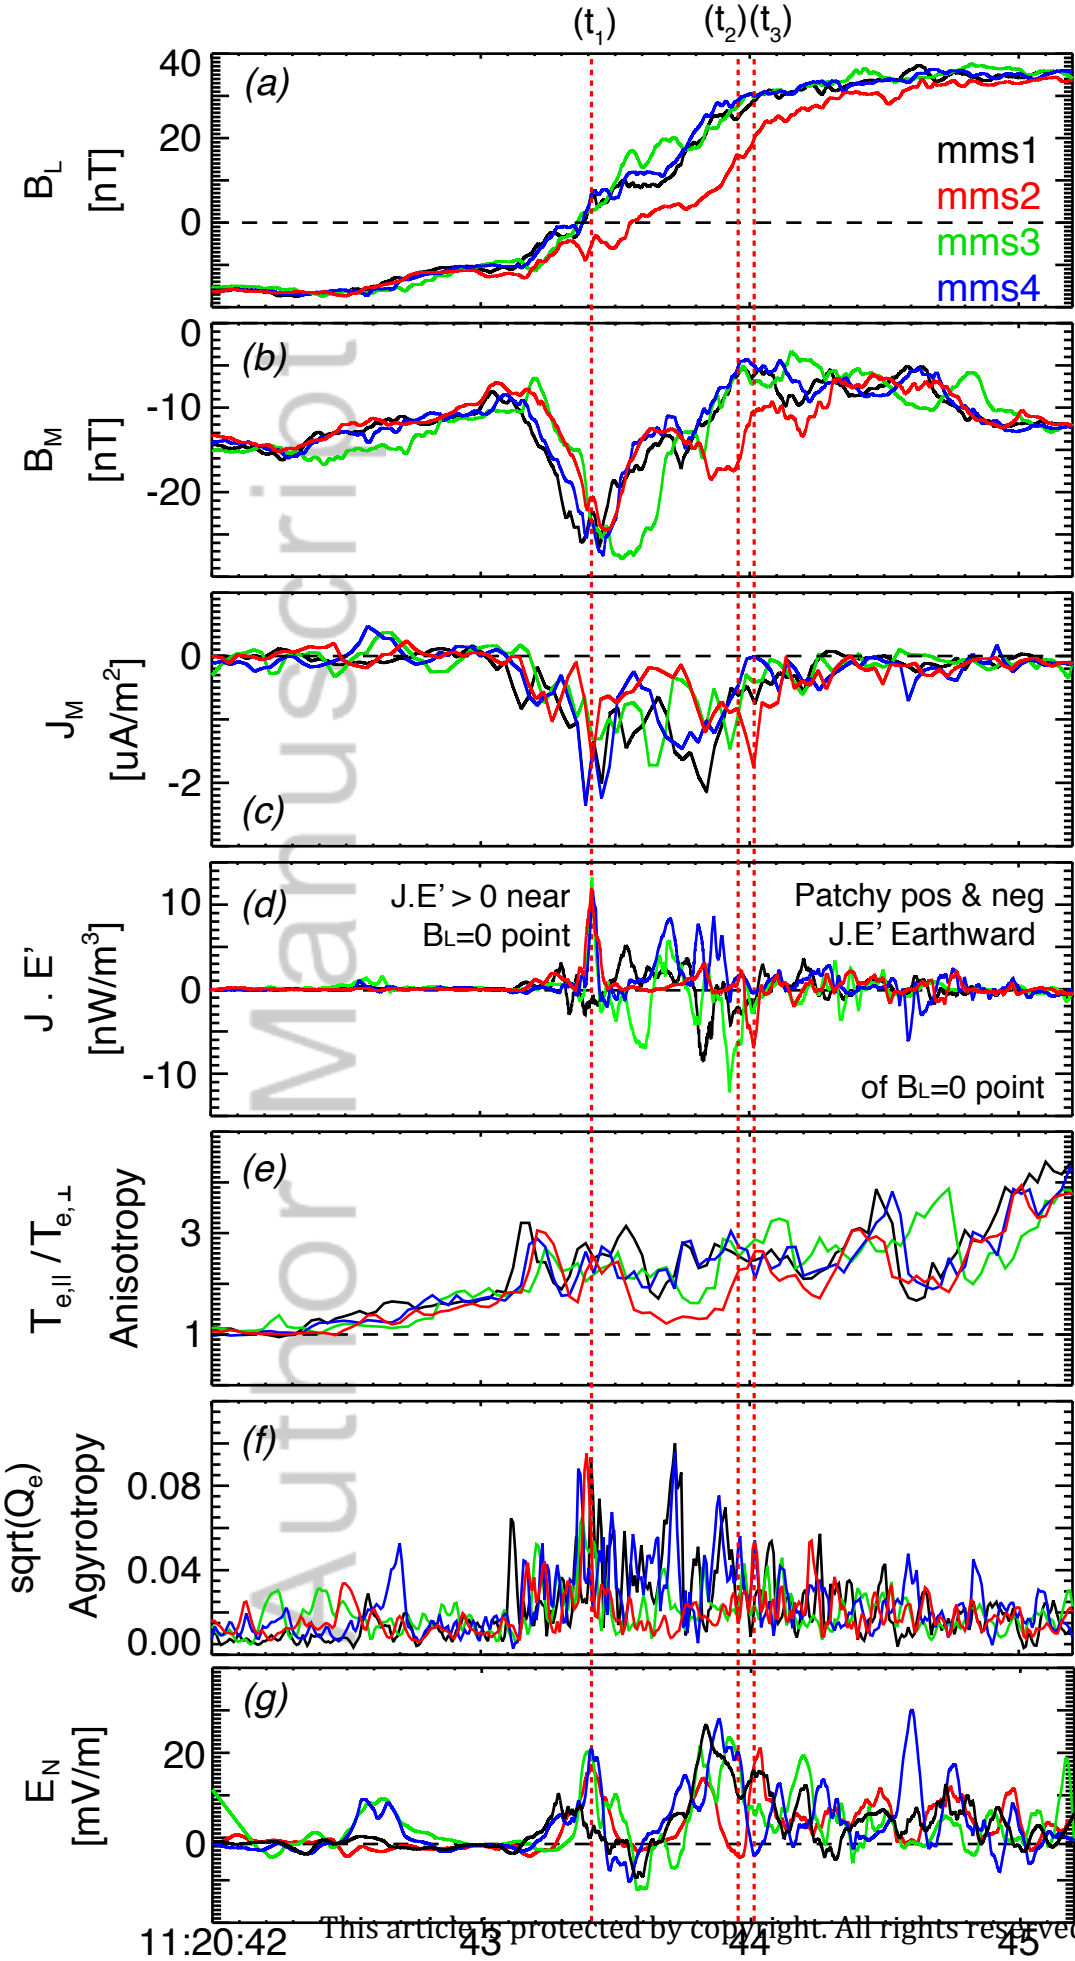 (t1) (t2) (t3)
(a)
40
20
0
BL
[nT]
mms1
mms2
mms3
mms4
(b)
0
-10
-20
BM
[nT]
(c)
0
-2
JM
[uA/m²]
(d)
10
0
-10
J . E'
[nW/m³]
J.E' > 0 near
BL=0 point
Patchy pos & neg
J.E' Earthward
of BL=0 point
(e)
3
1
Te,|| / Te,⊥
Anisotropy
(f)
0.08
0.04
0.00
sqrt(Qe)
Agyrotropy
(g)
20
0
EN
[mV/m]
11:20:42 43 44 45
This article is protected by copyright. All rights reserved
Author Manuscript